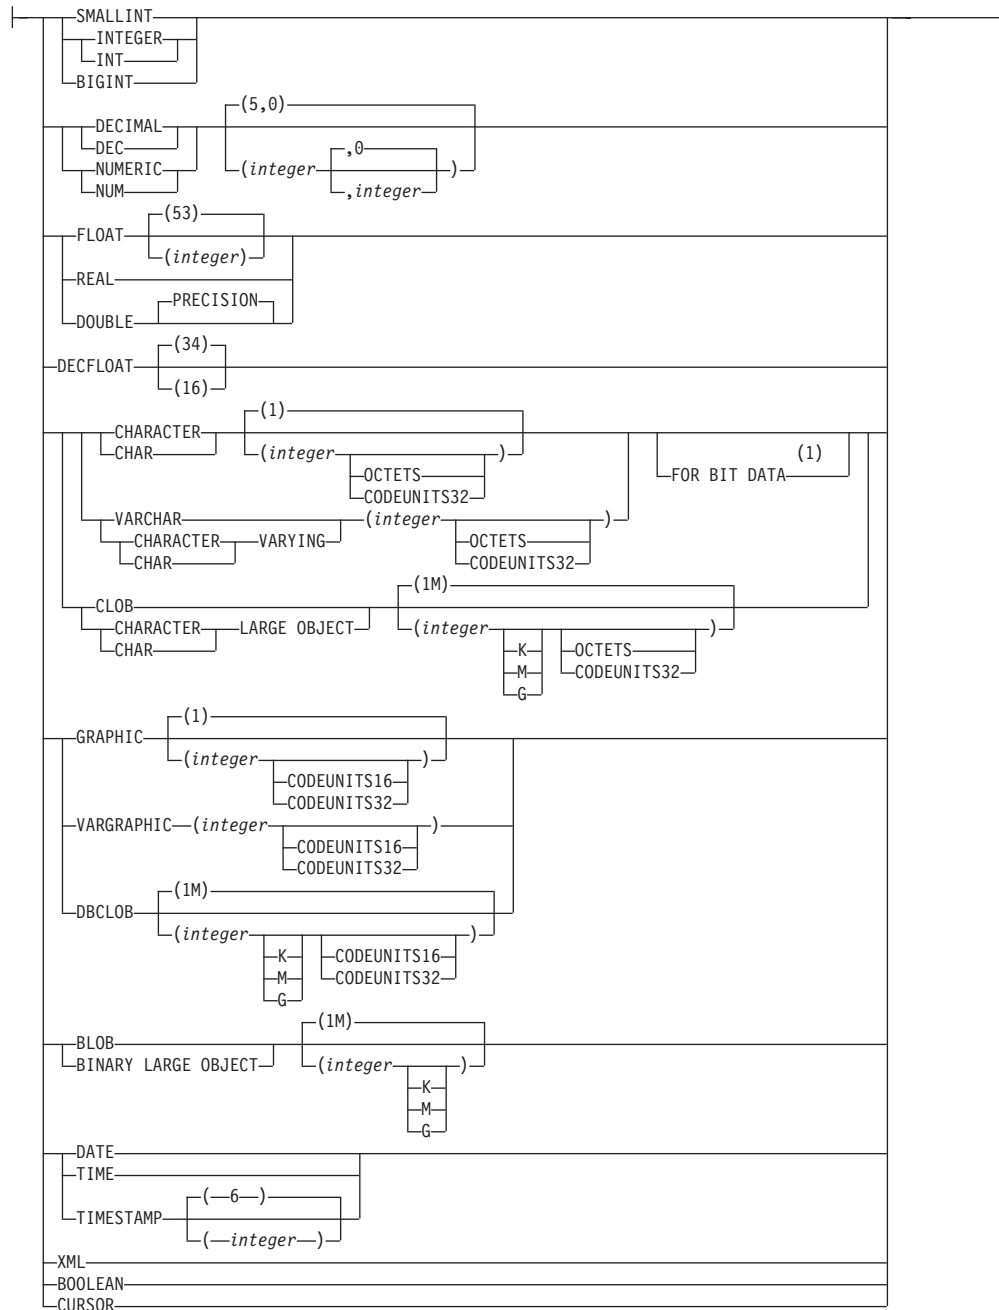 SMALLINT
INTEGER
INT
BIGINT
(5,0)
DECIMAL
DEC
,0
NUMERIC
(integer )
NUM
,integer
(53)
FLOAT
(integer)
REAL
PRECISION
DOUBLE
(34)
DECFLOAT
(16)
(1)
CHARACTER
CHAR
(integer )
(1)
OCTETS
FOR BIT DATA
CODEUNITS32
VARCHAR
(integer )
CHARACTER VARYING
OCTETS
CHAR
CODEUNITS32
(1M)
CLOB
CHARACTER LARGE OBJECT
(integer )
CHAR
K
OCTETS
M
CODEUNITS32
G
(1)
GRAPHIC
(integer )
CODEUNITS16
CODEUNITS32
VARGRAPHIC (integer )
CODEUNITS16
CODEUNITS32
(1M)
DBCLOB
(integer )
K
CODEUNITS16
M
CODEUNITS32
G
(1M)
BLOB
BINARY LARGE OBJECT
(integer )
K
M
G
DATE
TIME
( 6 )
TIMESTAMP
( integer )
XML
BOOLEAN
CURSOR